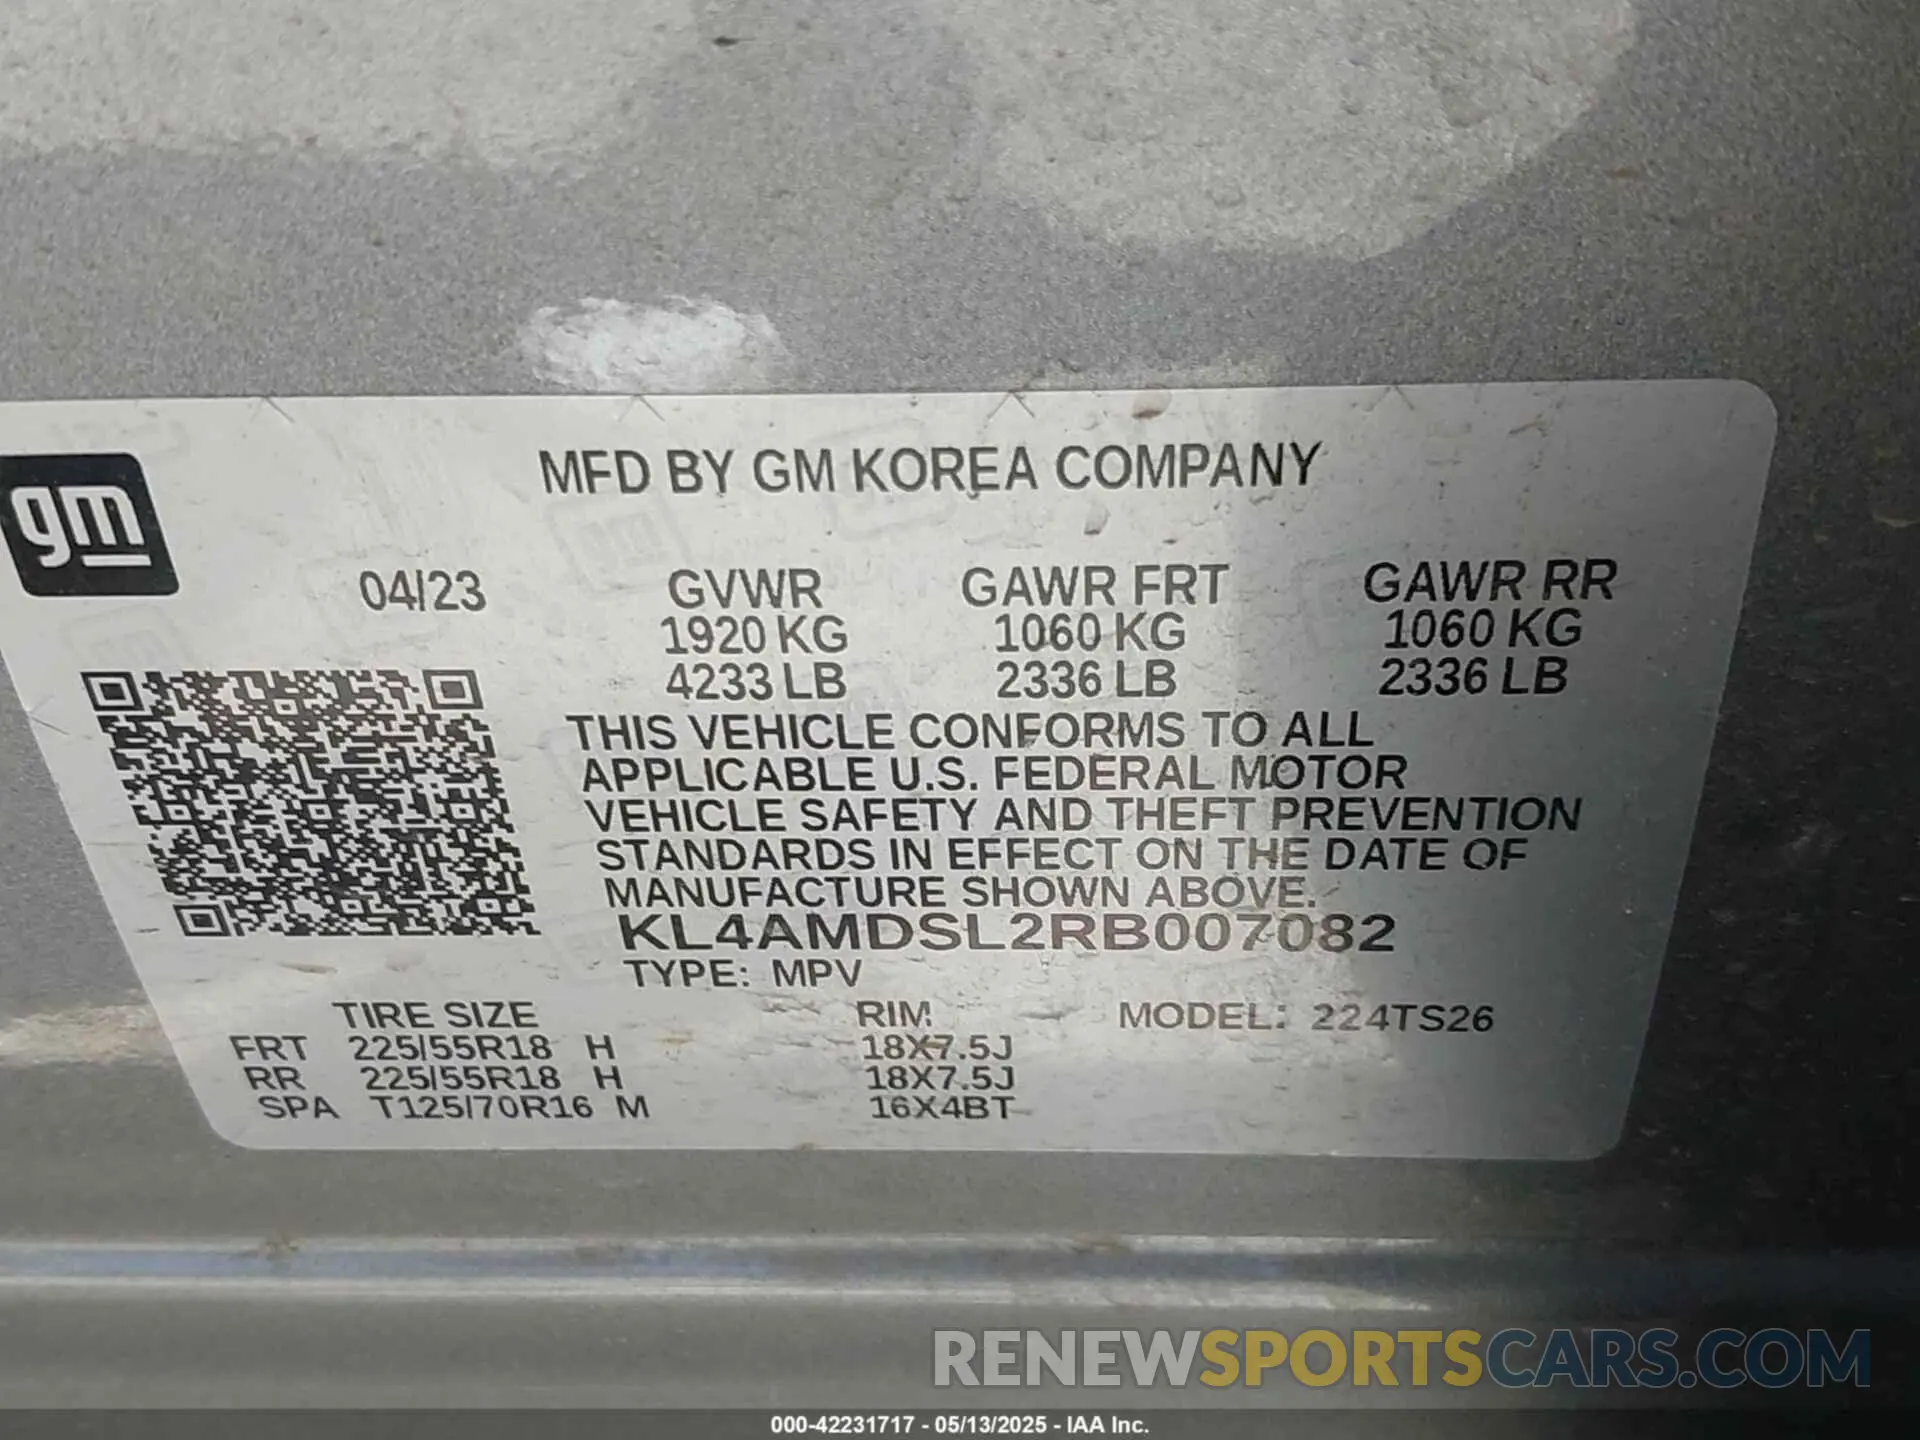 MFD BY GM KOREA COMPANY
gm
04/23 GVWR GAWR FRT GAWR RR
1920 KG 1060 KG 1060 KG
4233 LB 2336 LB 2336 LB
THIS VEHICLE CONFORMS TO ALL
APPLICABLE U.S. FEDERAL MOTOR
VEHICLE SAFETY AND THEFT PREVENTION
STANDARDS IN EFFECT ON THE DATE OF
MANUFACTURE SHOWN ABOVE.
KL4AMDSL2RB007082
TYPE: MPV
TIRE SIZE RIM MODEL: 224TS26
FRT 225/55R18 H 18X7.5J
RR 225/55R18 H 18X7.5J
SPA T125/70R16 M 16X4BT
RENEWSPORTSCARS.COM
000-42231717 - 05/13/2025 - IAA Inc.